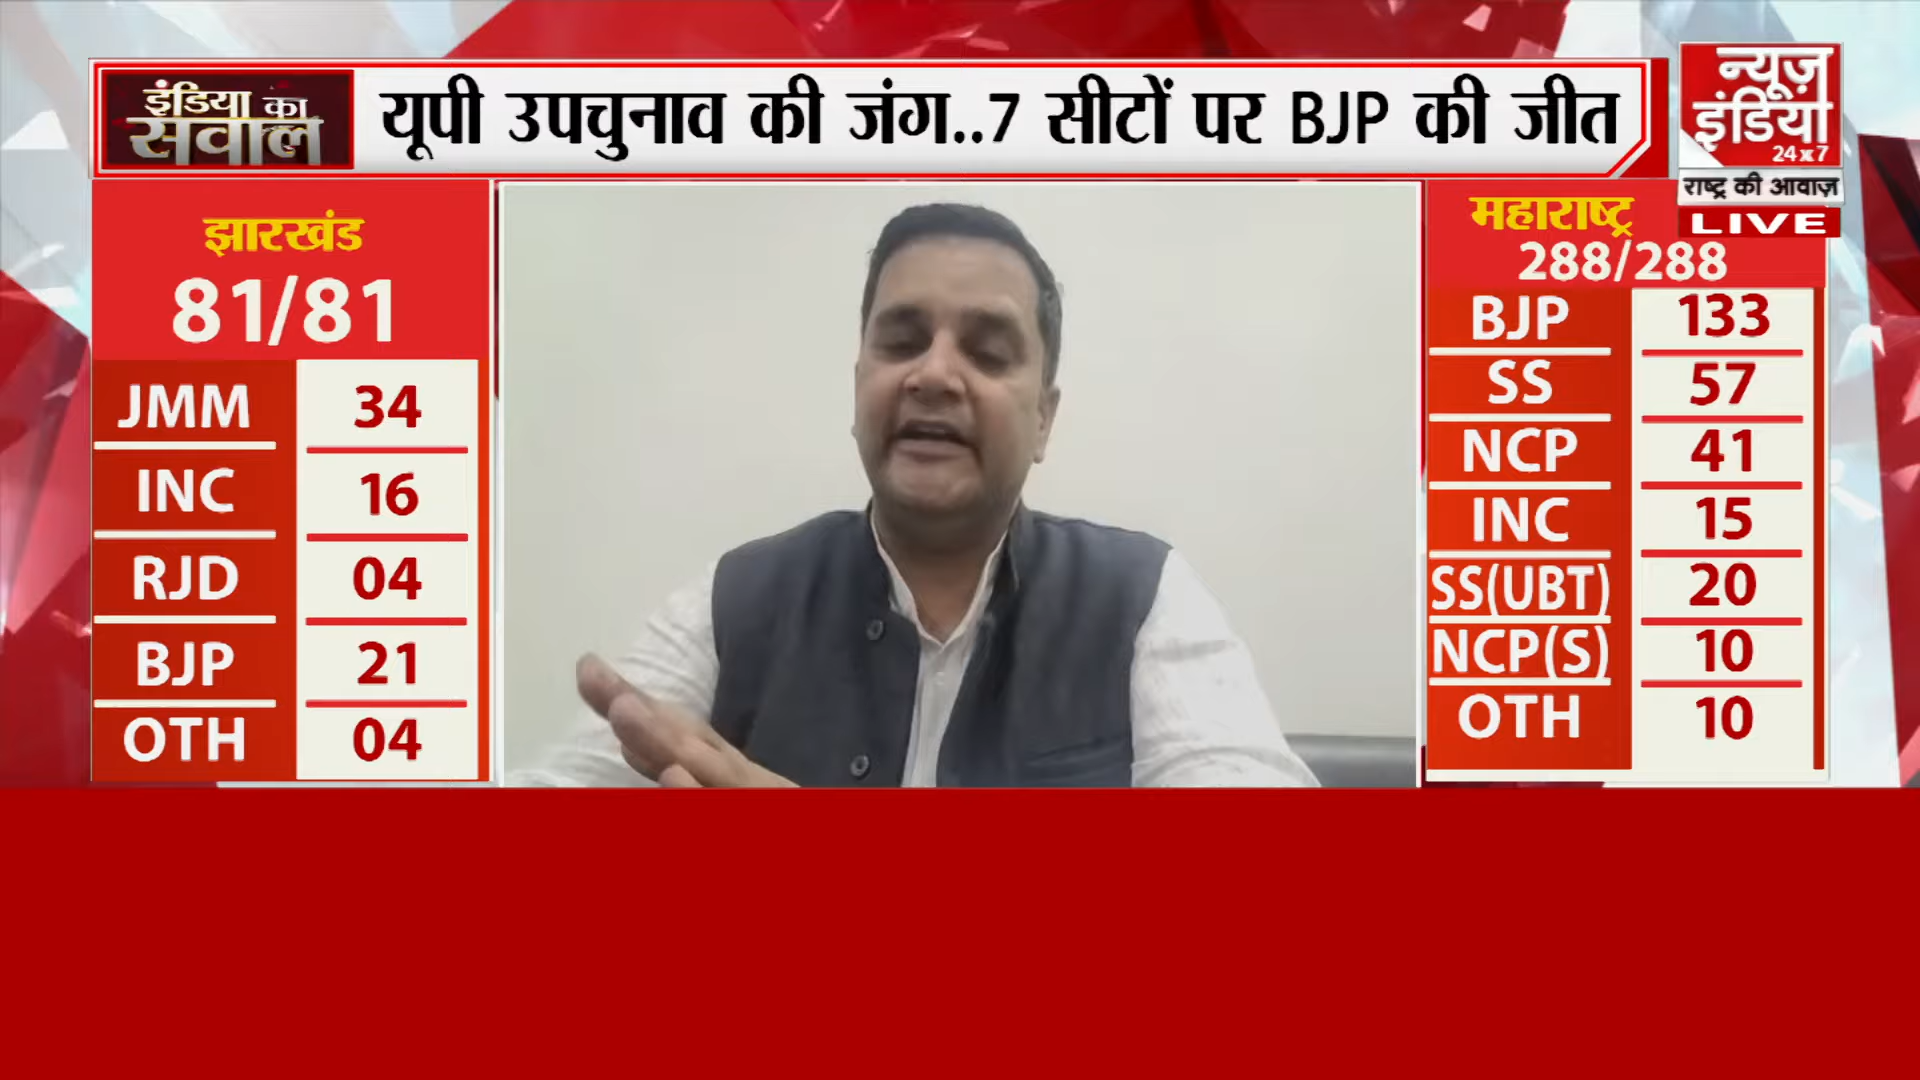 इंडिया का
सवाल
यूपी उपचुनाव की जंग..7 सीटों पर BJP की जीत
न्यूज़
इंडिया
24x7
राष्ट्र की आवाज़
LIVE
झारखंड
81/81
JMM 34
INC 16
RJD 04
BJP 21
OTH 04
महाराष्ट्र
288/288
BJP 133
SS 57
NCP 41
INC 15
SS(UBT) 20
NCP(S) 10
OTH 10